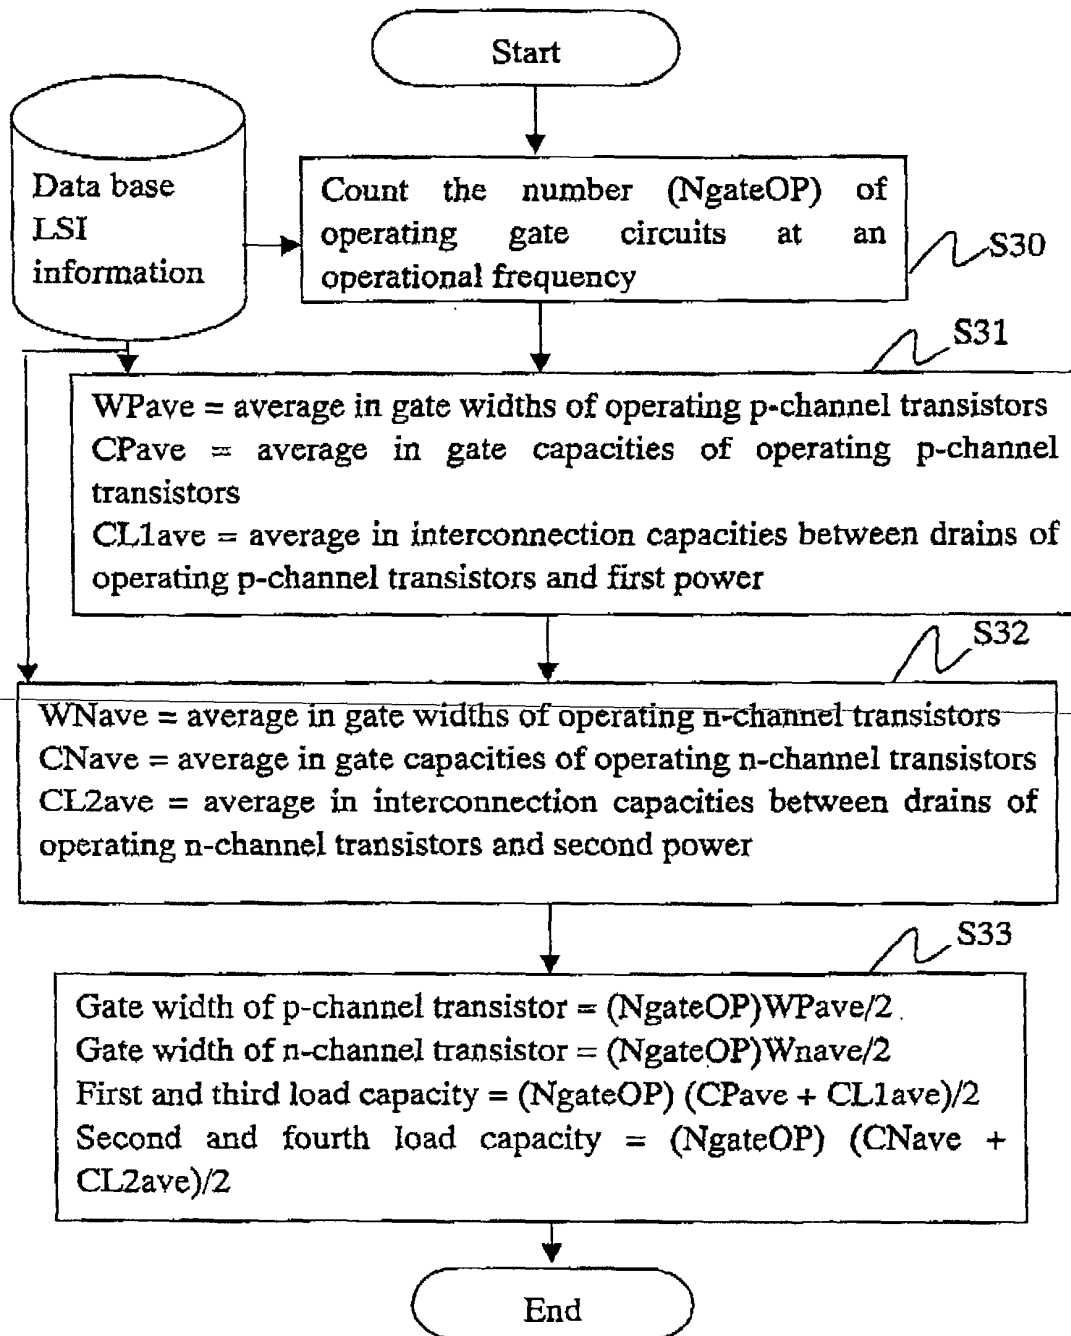 Start
Data base
LSI
information
Count the number (NgateOP) of
operating gate circuits at an
operational frequency
S30
S31
WPave = average in gate widths of operating p-channel transistors
CPave = average in gate capacities of operating p-channel
transistors
CL1ave = average in interconnection capacities between drains of
operating p-channel transistors and first power
S32
WNave = average in gate widths of operating n-channel transistors
CNave = average in gate capacities of operating n-channel transistors
CL2ave = average in interconnection capacities between drains of
operating n-channel transistors and second power
S33
Gate width of p-channel transistor = (NgateOP)WPave/2
Gate width of n-channel transistor = (NgateOP)Wnave/2
First and third load capacity = (NgateOP) (CPave + CL1ave)/2
Second and fourth load capacity = (NgateOP) (CNave +
CL2ave)/2
End